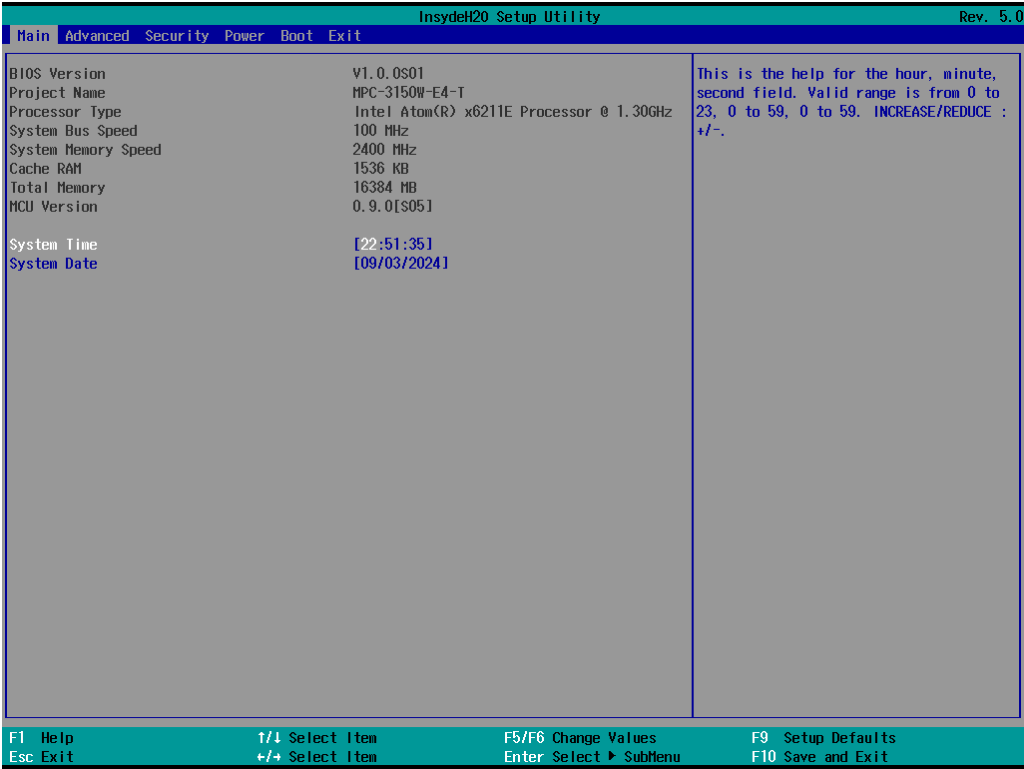 InsydeH20 Setup Utility Rev. 5.0
Main Advanced Security Power Boot Exit
BIOS Version V1.0.0S01
Project Name MPC-3150W-E4-T
Processor Type Intel Atom(R) x6211E Processor @ 1.30GHz
System Bus Speed 100 MHz
System Memory Speed 2400 MHz
Cache RAM 1536 KB
Total Memory 16384 MB
MCU Version 0.9.0[S05]
System Time [22:51:35]
System Date [09/03/2024]
This is the help for the hour, minute,
second field. Valid range is from 0 to
23, 0 to 59, 0 to 59. INCREASE/REDUCE :
+/-.
F1 Help ↑/↓ Select Item F5/F6 Change Values F9 Setup Defaults
Esc Exit ←/→ Select Item Enter Select ▶ SubMenu F10 Save and Exit